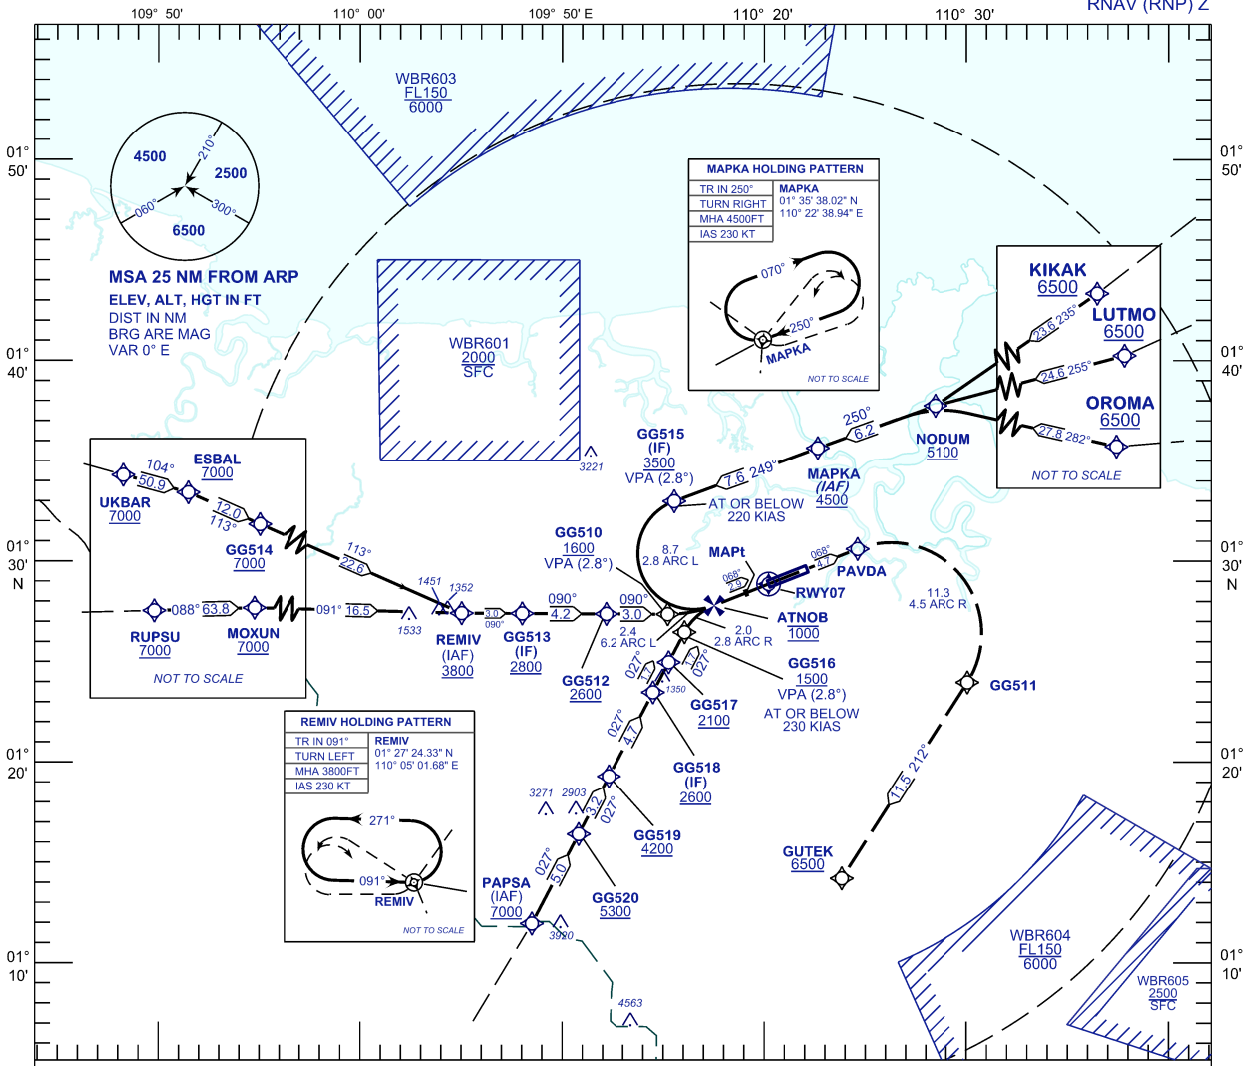 RNAV (RNP) Z
109° 50'
110° 00'
109° 50' E
110° 20'
110° 30'
01°
50'
01°
40'
01°
30'
N
01°
20'
01°
10'
01°
50'
01°
40'
01°
30'
N
01°
20'
01°
10'
WBR603
FL150
6000
4500
210°
2500
060°
300°
6500
MSA 25 NM FROM ARP
ELEV, ALT, HGT IN FT
DIST IN NM
BRG ARE MAG
VAR 0° E
WBR601
2000
SFC
3221
MAPKA HOLDING PATTERN
TR IN 250°
TURN RIGHT
MHA 4500FT
IAS 230 KT
MAPKA
01° 35' 38.02" N
110° 22' 38.94" E
070°
250°
MAPKA
NOT TO SCALE
KIKAK
6500
23.6 235°
LUTMO
6500
24.6 255°
OROMA
6500
27.8 282°
NOT TO SCALE
NODUM
5100
250°
6.2
MAPKA
(IAF)
4500
7.6 249°
GG515
(IF)
3500
VPA (2.8°)
AT OR BELOW
220 KIAS
8.7
2.8 ARC L
GG510
1600
VPA (2.8°)
104°
50.9
ESBAL
7000
UKBAR
7000
12.0
113°
GG514
7000
113°
22.6
088° 63.8
RUPSU
7000
MOXUN
7000
091° 16.5
NOT TO SCALE
1451
1352
1533
REMIV
(IAF)
3800
3.0
090°
GG513
(IF)
2800
090°
4.2
GG512
2600
090°
3.0
2.4
6.2 ARC L
MAPt
068°
2.9
068°
4.7
PAVDA
RWY07
ATNOB
1000
2.0
2.8 ARC R
11.3
4.5 ARC R
GG516
1500
VPA (2.8°)
AT OR BELOW
230 KIAS
027°
1.7
1.7
027°
1350
GG517
2100
GG518
(IF)
2600
027°
4.7
GG519
4200
3.2
027°
3271
2903
GG520
5300
027°
5.0
PAPSA
(IAF)
7000
3920
4563
GG511
11.5 212°
GUTEK
6500
REMIV HOLDING PATTERN
TR IN 091°
TURN LEFT
MHA 3800FT
IAS 230 KT
REMIV
01° 27' 24.33" N
110° 05' 01.68" E
271°
091°
REMIV
NOT TO SCALE
WBR604
FL150
6000
WBR605
2500
SFC